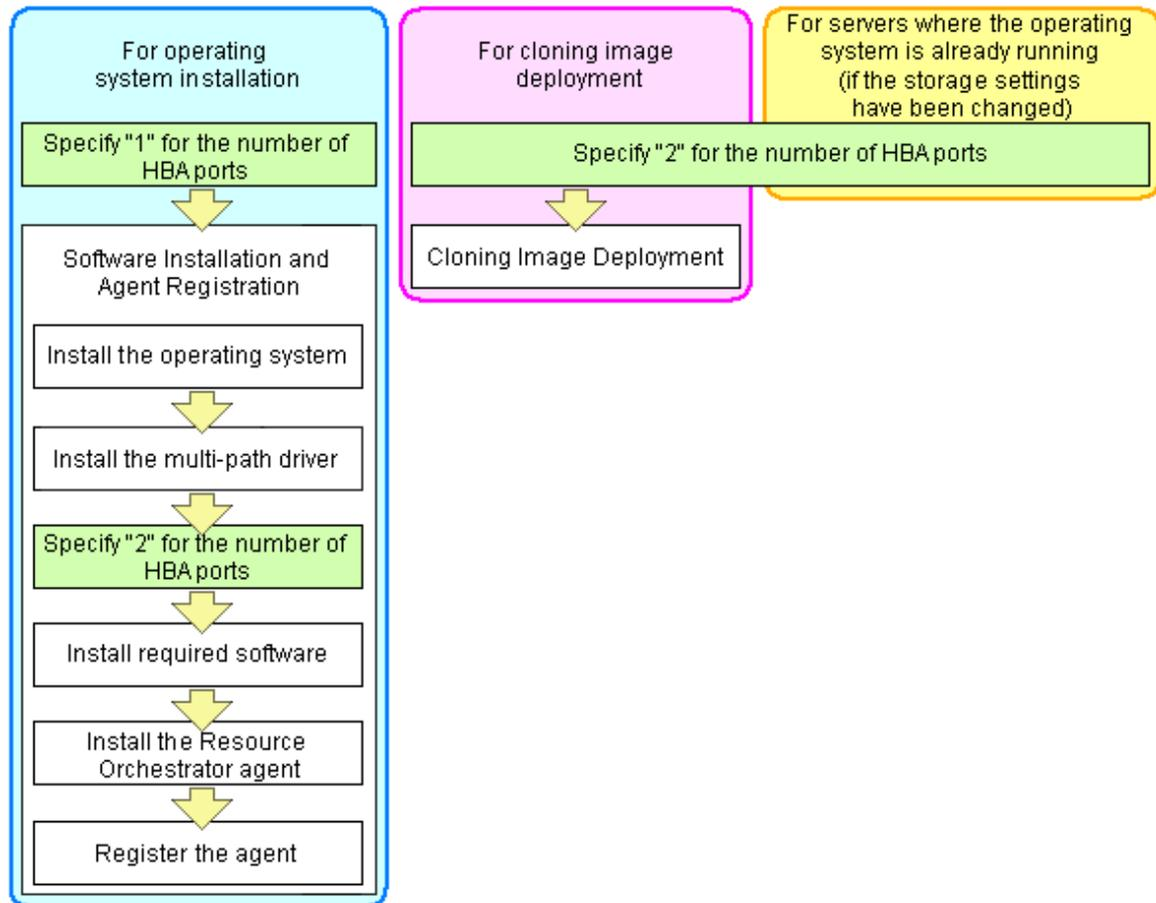 For operating
system installation
Specify "1" for the number of
HBA ports
Software Installation and
Agent Registration
Install the operating system
Install the multi-path driver
Specify "2" for the number of
HBA ports
Install required software
Install the Resource
Orchestrator agent
Register the agent
For cloning image
deployment
For servers where the operating
system is already running
(if the storage settings
have been changed)
Specify "2" for the number of HBA ports
Cloning Image Deployment